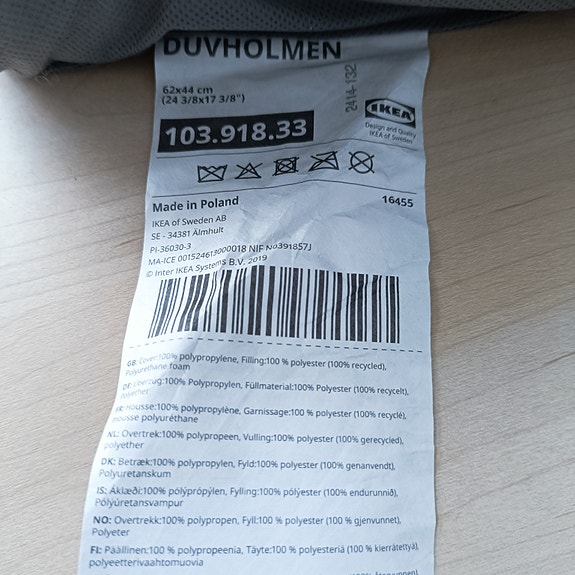 DUVHOLMEN
62x44 cm
(24 3/8x17 3/8")
2414-132
IKEA
Design and Quality
IKEA of Sweden
103.918.33
Made in Poland
16455
IKEA of Sweden AB
SE - 34381 Älmhult
PI-36030-3
MA-ICE 001524613000018 NIF N0391857J
© Inter IKEA Systems B.V. 2019
GB: Cover:100% polypropylene, Filling:100 % polyester (100% recycled),
Polyurethane foam
DE: Überzug:100% Polypropylen, Füllmaterial:100% Polyester (100% recycelt),
Polyether
FR: Housse:100% polypropylène, Garnissage:100 % polyester (100% recyclé),
mousse polyuréthane
NL: Overtrek:100% polypropeen, Vulling:100% polyester (100% gerecycled),
polyether
DK: Betræk:100% polypropylen, Fyld:100% polyester (100% genanvendt),
Polyuretanskum
IS: Áklæði:100% pólýprópýlen, Fylling:100% pólýester (100% endurunnið),
Pólýúretansvampur
NO: Overtrekk:100% polypropen, Fyll:100 % polyester (100 % gjenvunnet),
Polyeter
FI: Päällinen:100 % polypropeenia, Täyte:100 % polyesteriä (100 % kierrätettyä),
polyeetterivaahtomuovia